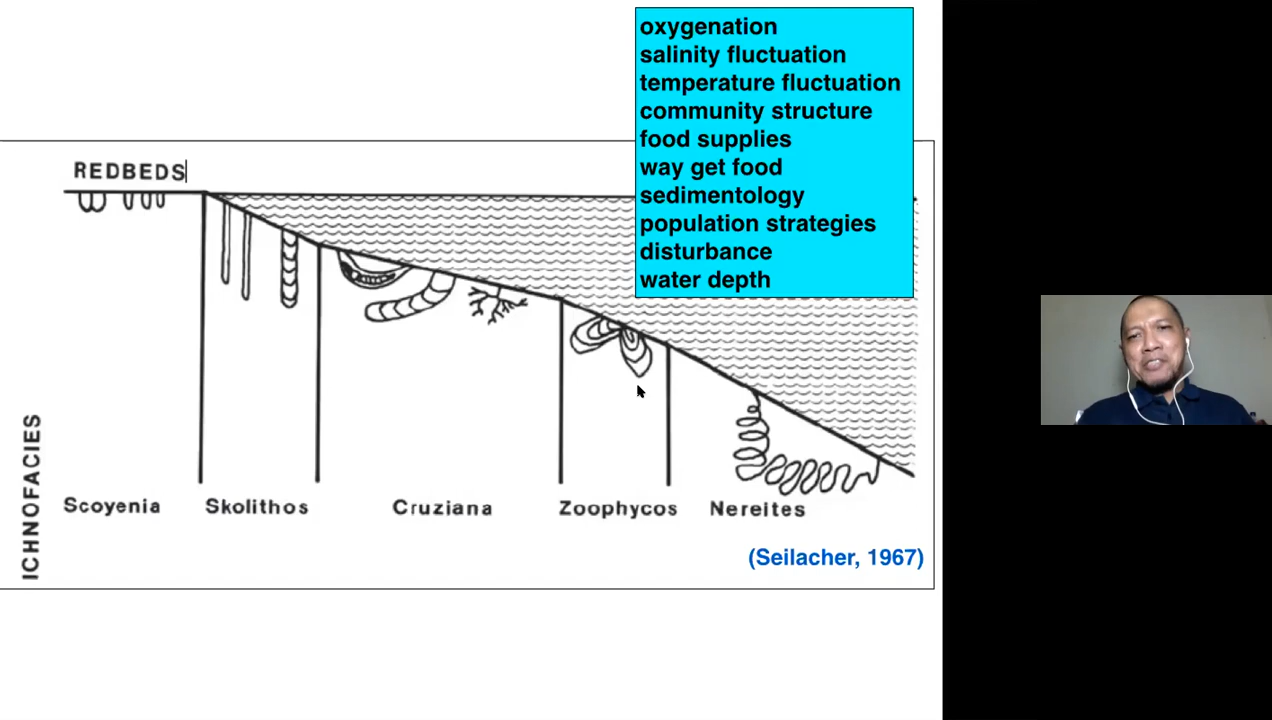 oxygenation
salinity fluctuation
temperature fluctuation
community structure
food supplies
way get food
sedimentology
population strategies
disturbance
water depth
REDBEDS
ICHNOFACIES
Scoyenia Skolithos Cruziana Zoophycos Nereites
(Seilacher, 1967)